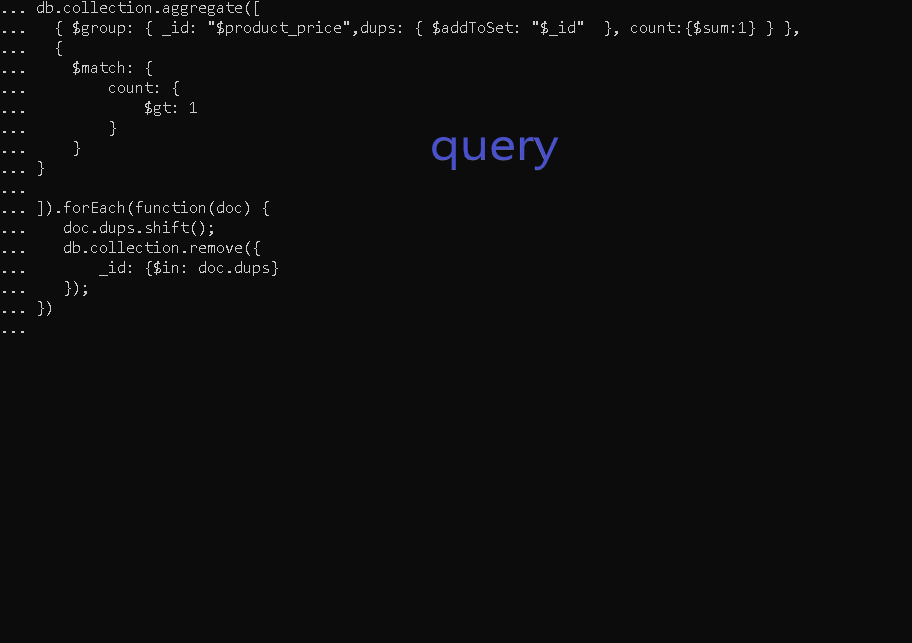 ... db.collection.aggregate([
...   { $group: { _id: "$product_price",dups: { $addToSet: "$_id"  }, count:{$sum:1} } },
...   {
...     $match: {
...         count: {
...             $gt: 1
...         }
...     }
... }
...
... ]).forEach(function(doc) {
...    doc.dups.shift();
...    db.collection.remove({
...        _id: {$in: doc.dups}
...    });
... })
...
query